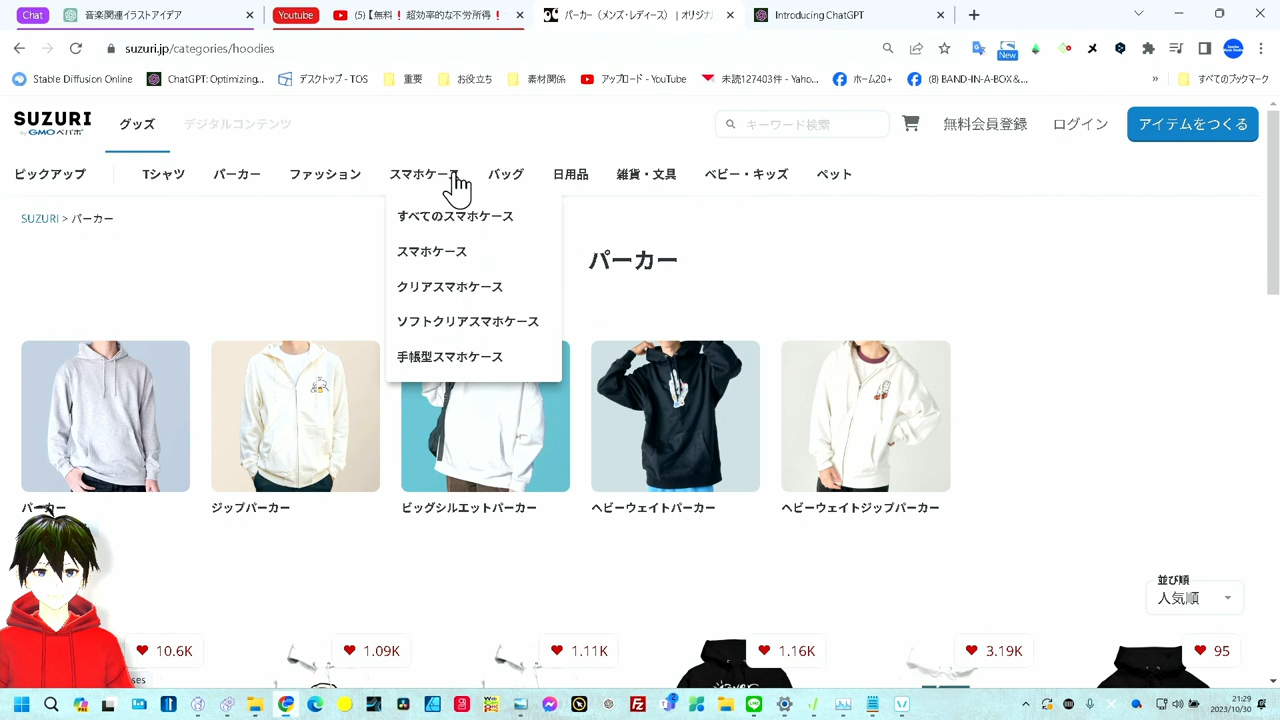 Chat
音楽関連イラストアイデア
Youtube
(5)【無料❗ 超効率的な不労所得❗
パーカー（メンズ・レディース） | オリジナ
Introducing ChatGPT
suzuri.jp/categories/hoodies
New
Stable Diffusion Online
ChatGPT: Optimizing...
デスクトップ - TOS
重要
お役立ち
素材関係
アップロード - YouTube
未読127403件 - Yaho...
ホーム20+
(8) BAND-IN-A-BOX&...
»
すべてのブックマーク
SUZURI
by GMOペパボ
グッズ
デジタルコンテンツ
キーワード検索
無料会員登録
ログイン
アイテムをつくる
ピックアップ
Tシャツ
パーカー
ファッション
スマホケース
バッグ
日用品
雑貨・文具
ベビー・キッズ
ペット
SUZURI > パーカー
すべてのスマホケース
スマホケース
クリアスマホケース
ソフトクリアスマホケース
手帳型スマホケース
パーカー
パーカー
ジップパーカー
ビッグシルエットパーカー
ヘビーウェイトパーカー
ヘビーウェイトジップパーカー
並び順
人気順
10.6K
1.09K
1.11K
1.16K
3.19K
95
21:29
2023/10/30